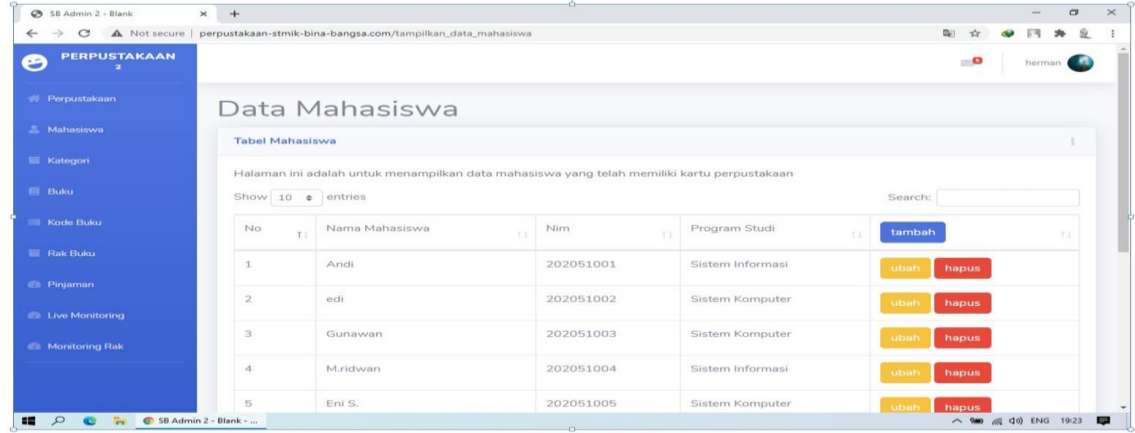 SB Admin 2 - Blank
Not secure | perpustakaan-stmik-bina-bangsa.com/tampilkan_data_mahasiswa
PERPUSTAKAAN
2
herman
Perpustakaan
Mahasiswa
Kategori
Buku
Kode Buku
Rak Buku
Pinjaman
Live Monitoring
Monitoring Rak
Data Mahasiswa
Tabel Mahasiswa
Halaman ini adalah untuk menampilkan data mahasiswa yang telah memiliki kartu perpustakaan
Show 10 entries Search:
No Nama Mahasiswa Nim Program Studi tambah
1 Andi 202051001 Sistem Informasi ubah hapus
2 edi 202051002 Sistem Komputer ubah hapus
3 Gunawan 202051003 Sistem Komputer ubah hapus
4 M.ridwan 202051004 Sistem Informasi ubah hapus
5 Eni S. 202051005 Sistem Komputer ubah hapus
SB Admin 2 - Blank - ... ENG 19:23